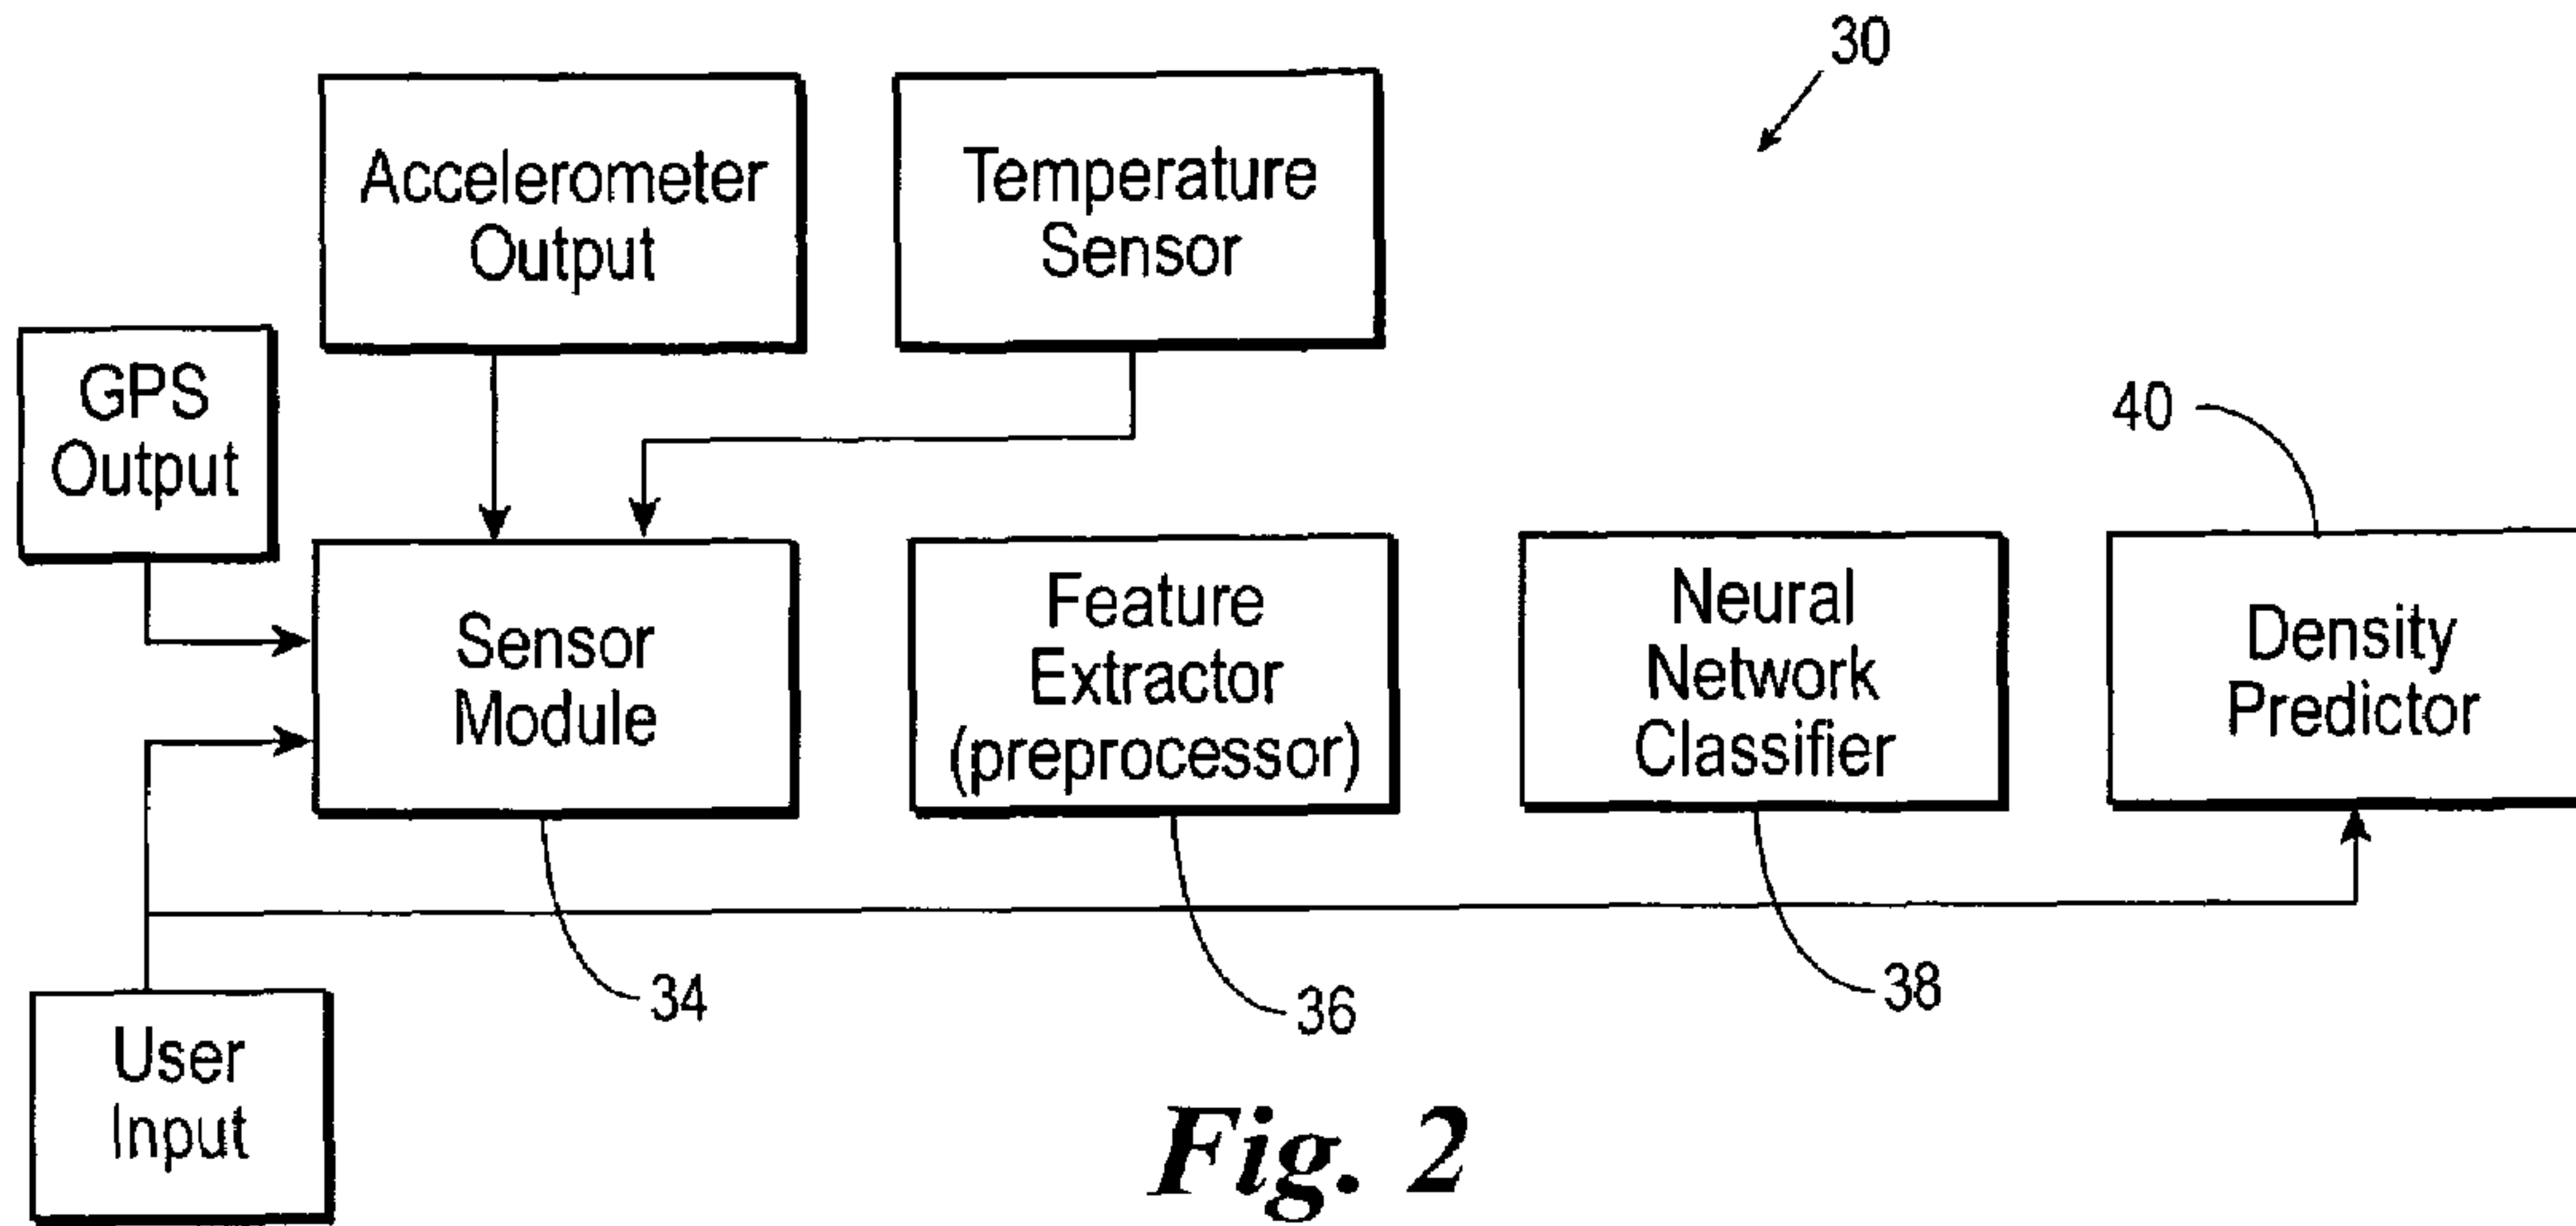 30
Accelerometer
Output
Temperature
Sensor
GPS
Output
40
Sensor
Module
Feature
Extractor
(preprocessor)
Neural
Network
Classifier
Density
Predictor
34
36
38
User
Input
Fig. 2